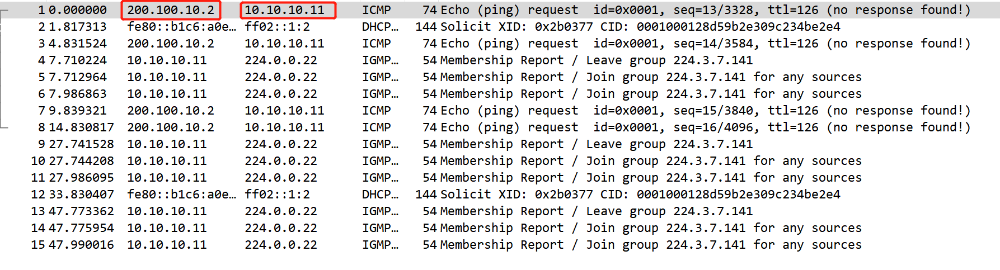 1 0.000000 200.100.10.2 10.10.10.11 ICMP 74 Echo (ping) request id=0x0001, seq=13/3328, ttl=126 (no response found!)
2 1.817313 fe80::b1c6:a0e… ff02::1:2 DHCP… 144 Solicit XID: 0x2b0377 CID: 0001000128d59b2e309c234be2e4
3 4.831524 200.100.10.2 10.10.10.11 ICMP 74 Echo (ping) request id=0x0001, seq=14/3584, ttl=126 (no response found!)
4 7.710224 10.10.10.11 224.0.0.22 IGMP… 54 Membership Report / Leave group 224.3.7.141
5 7.712964 10.10.10.11 224.0.0.22 IGMP… 54 Membership Report / Join group 224.3.7.141 for any sources
6 7.986863 10.10.10.11 224.0.0.22 IGMP… 54 Membership Report / Join group 224.3.7.141 for any sources
7 9.839321 200.100.10.2 10.10.10.11 ICMP 74 Echo (ping) request id=0x0001, seq=15/3840, ttl=126 (no response found!)
8 14.830817 200.100.10.2 10.10.10.11 ICMP 74 Echo (ping) request id=0x0001, seq=16/4096, ttl=126 (no response found!)
9 27.741528 10.10.10.11 224.0.0.22 IGMP… 54 Membership Report / Leave group 224.3.7.141
10 27.744208 10.10.10.11 224.0.0.22 IGMP… 54 Membership Report / Join group 224.3.7.141 for any sources
11 27.986095 10.10.10.11 224.0.0.22 IGMP… 54 Membership Report / Join group 224.3.7.141 for any sources
12 33.830407 fe80::b1c6:a0e… ff02::1:2 DHCP… 144 Solicit XID: 0x2b0377 CID: 0001000128d59b2e309c234be2e4
13 47.773362 10.10.10.11 224.0.0.22 IGMP… 54 Membership Report / Leave group 224.3.7.141
14 47.775954 10.10.10.11 224.0.0.22 IGMP… 54 Membership Report / Join group 224.3.7.141 for any sources
15 47.990016 10.10.10.11 224.0.0.22 IGMP… 54 Membership Report / Join group 224.3.7.141 for any sources